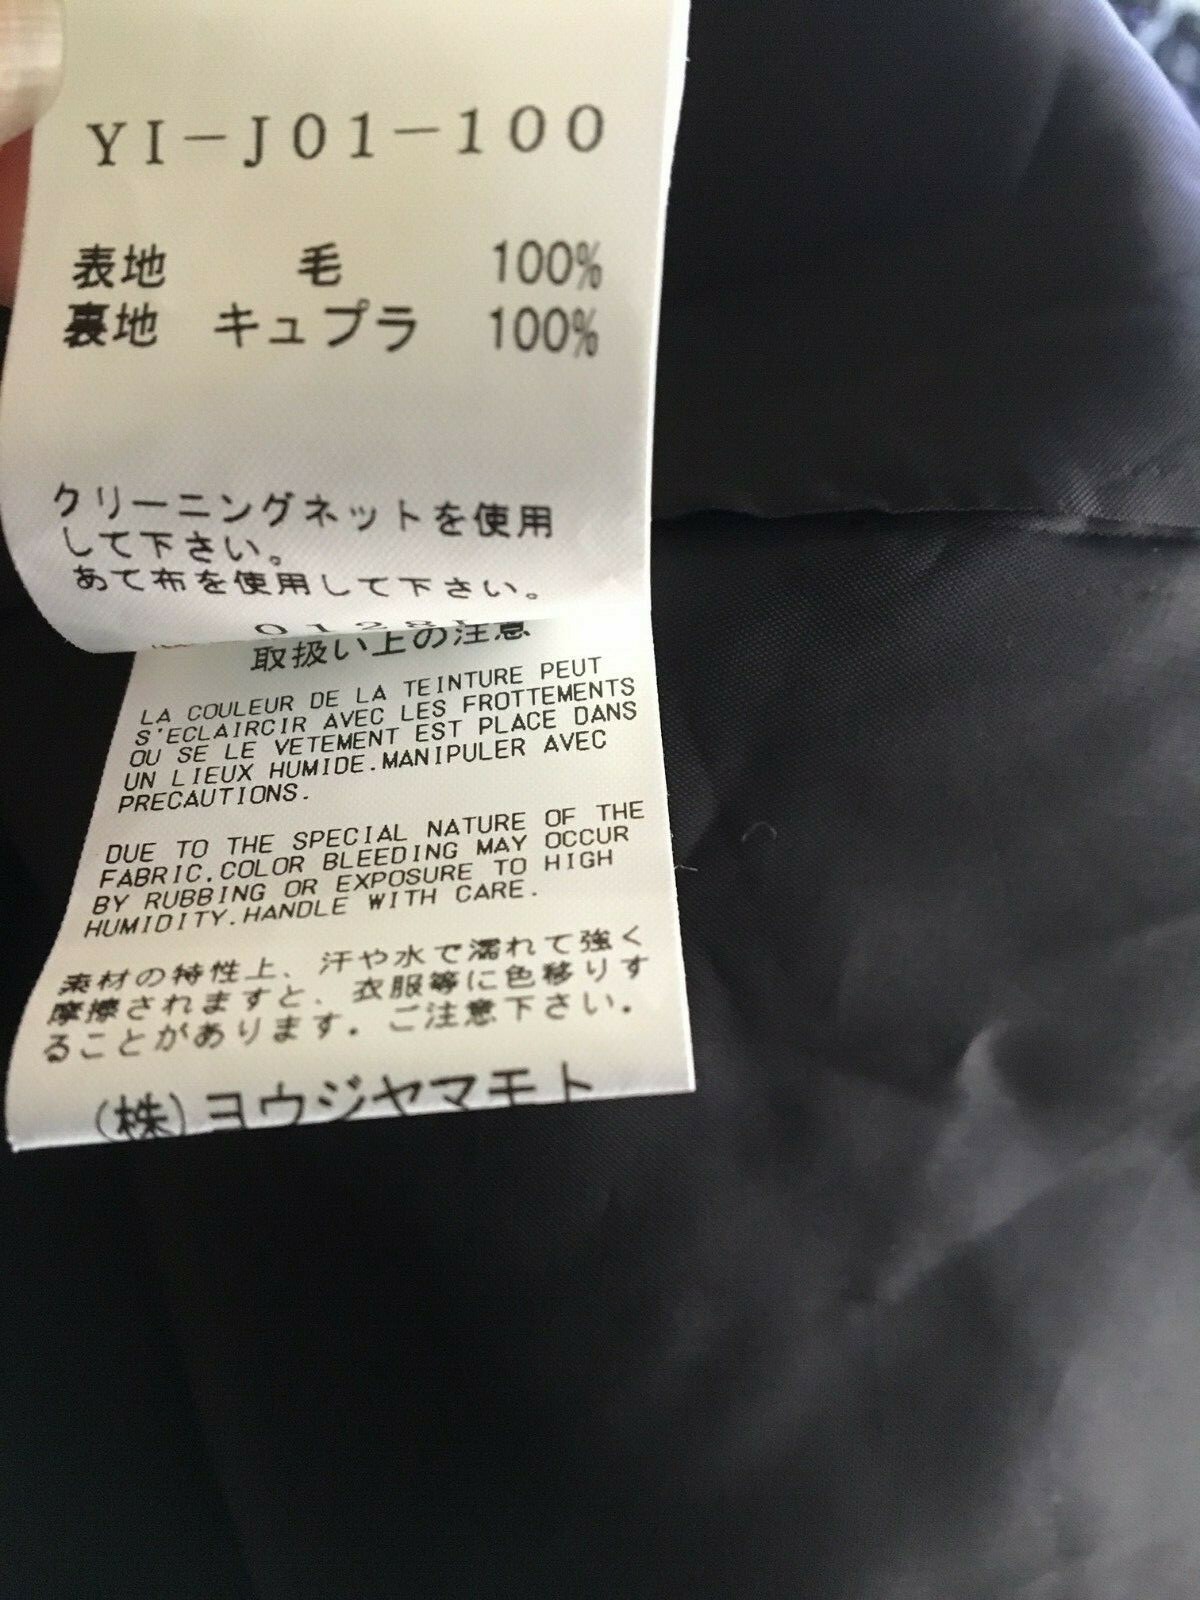 YI-J01-100
表地 毛 100%
裏地 キュプラ 100%
クリーニングネットを使用
して下さい。
あて布を使用して下さい。
取扱い上の注意
LA COULEUR DE LA TEINTURE PEUT
S'ECLAIRCIR AVEC LES FROTTEMENTS
OU SE LE VETEMENT EST PLACE DANS
UN LIEUX HUMIDE.MANIPULER AVEC
PRECAUTIONS.
DUE TO THE SPECIAL NATURE OF THE
FABRIC.COLOR BLEEDING MAY OCCUR
BY RUBBING OR EXPOSURE TO HIGH
HUMIDITY.HANDLE WITH CARE.
素材の特性上、汗や水で濡れて強く
摩擦されますと、衣服等に色移りす
ることがあります。ご注意下さい。
(株)ヨウジヤマモト